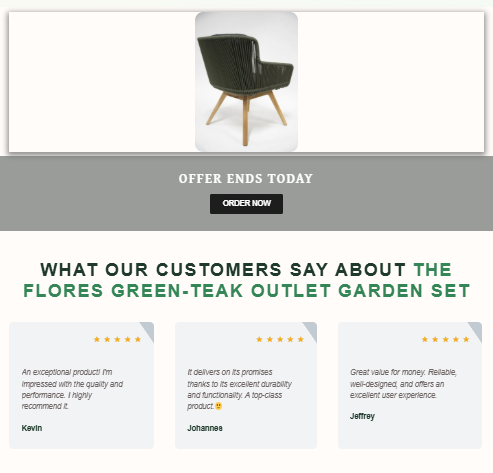 OFFER ENDS TODAY
ORDER NOW
WHAT OUR CUSTOMERS SAY ABOUT THE
FLORES GREEN-TEAK OUTLET GARDEN SET
An exceptional product! I'm
impressed with the quality and
performance. I highly
recommend it.
Kevin
It delivers on its promises
thanks to its excellent durability
and functionality. A top-class
product.🙂
Johannes
Great value for money. Reliable,
well-designed, and offers an
excellent user experience.
Jeffrey